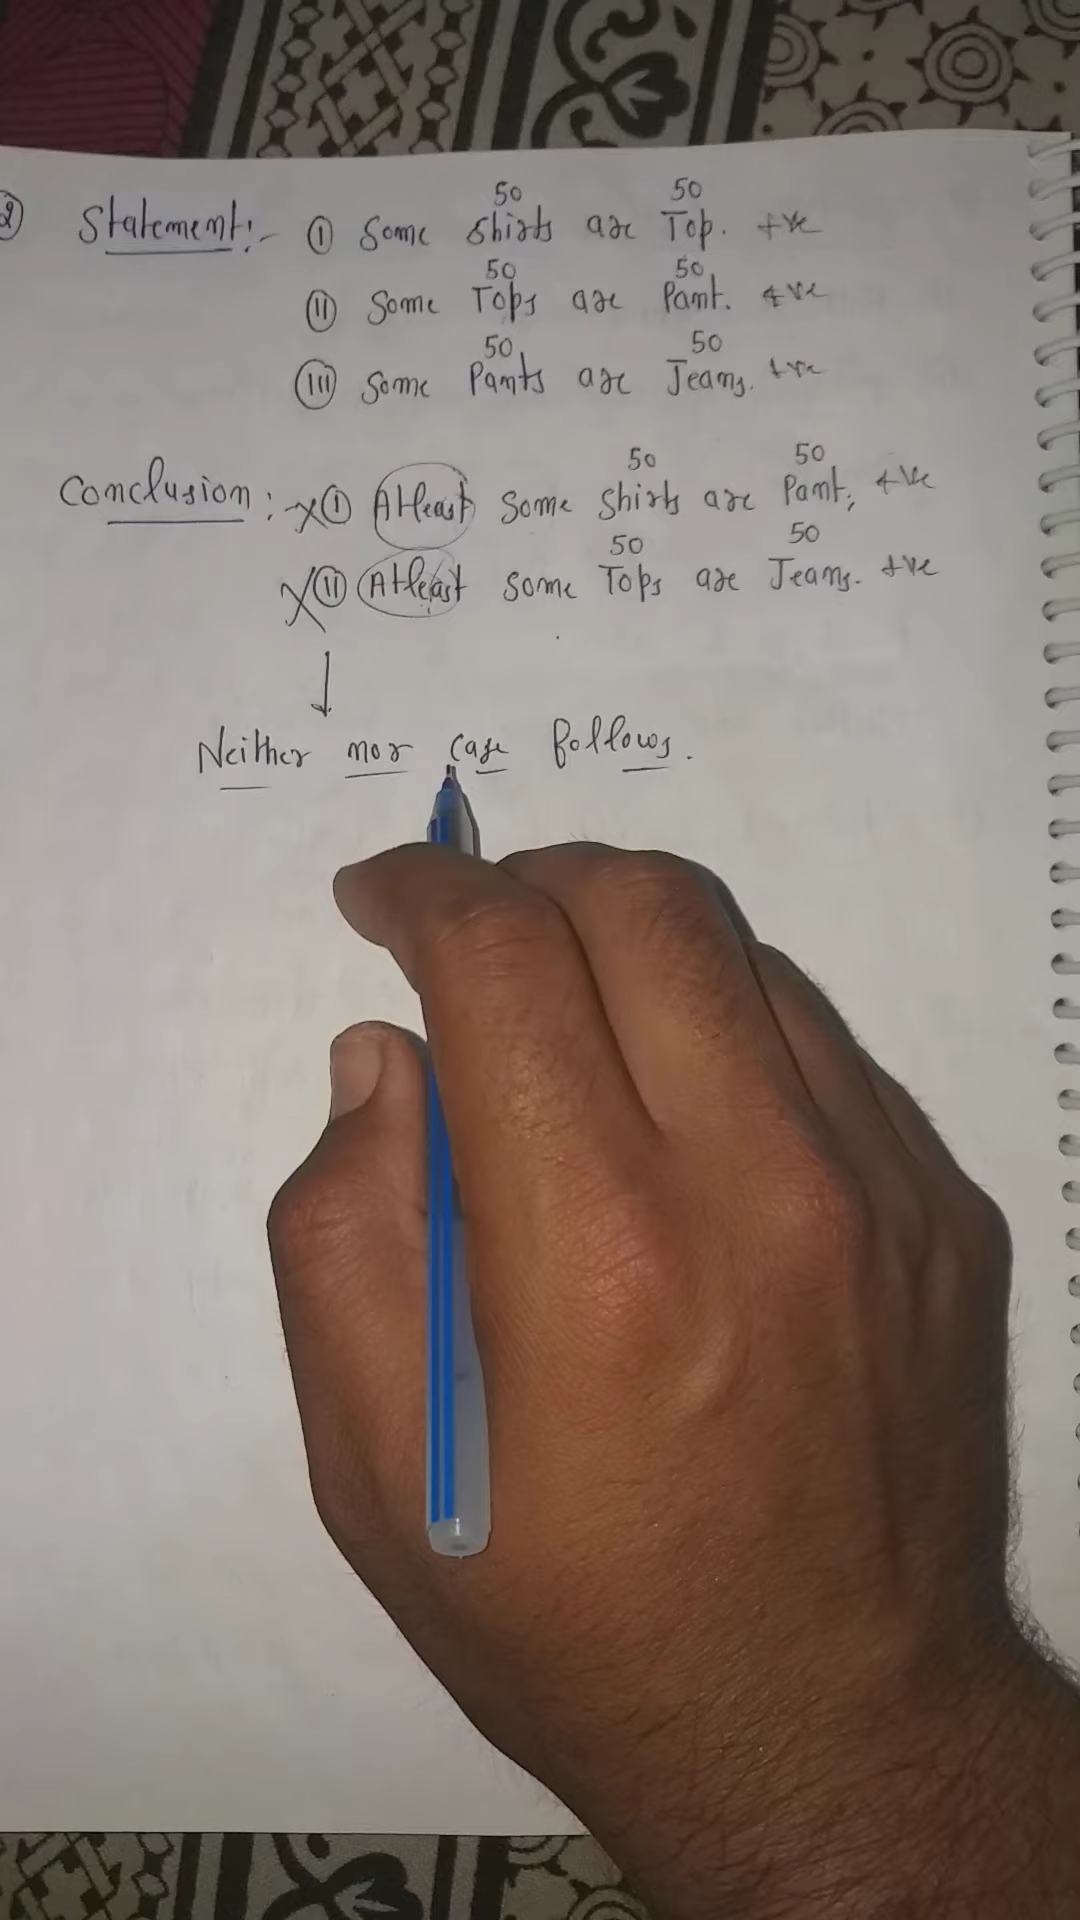 2 Statement:- I Some Shirts are Top. +ve
50 50
II Some Tops are Pant. +ve
50 50
III Some Pants are Jeans. +ve
50 50
Conclusion: X I Atleast Some Shirts are Pant, +ve
50 50
X II Atleast Some Tops are Jeans. +ve
50 50
↓
Neither nor case follows.